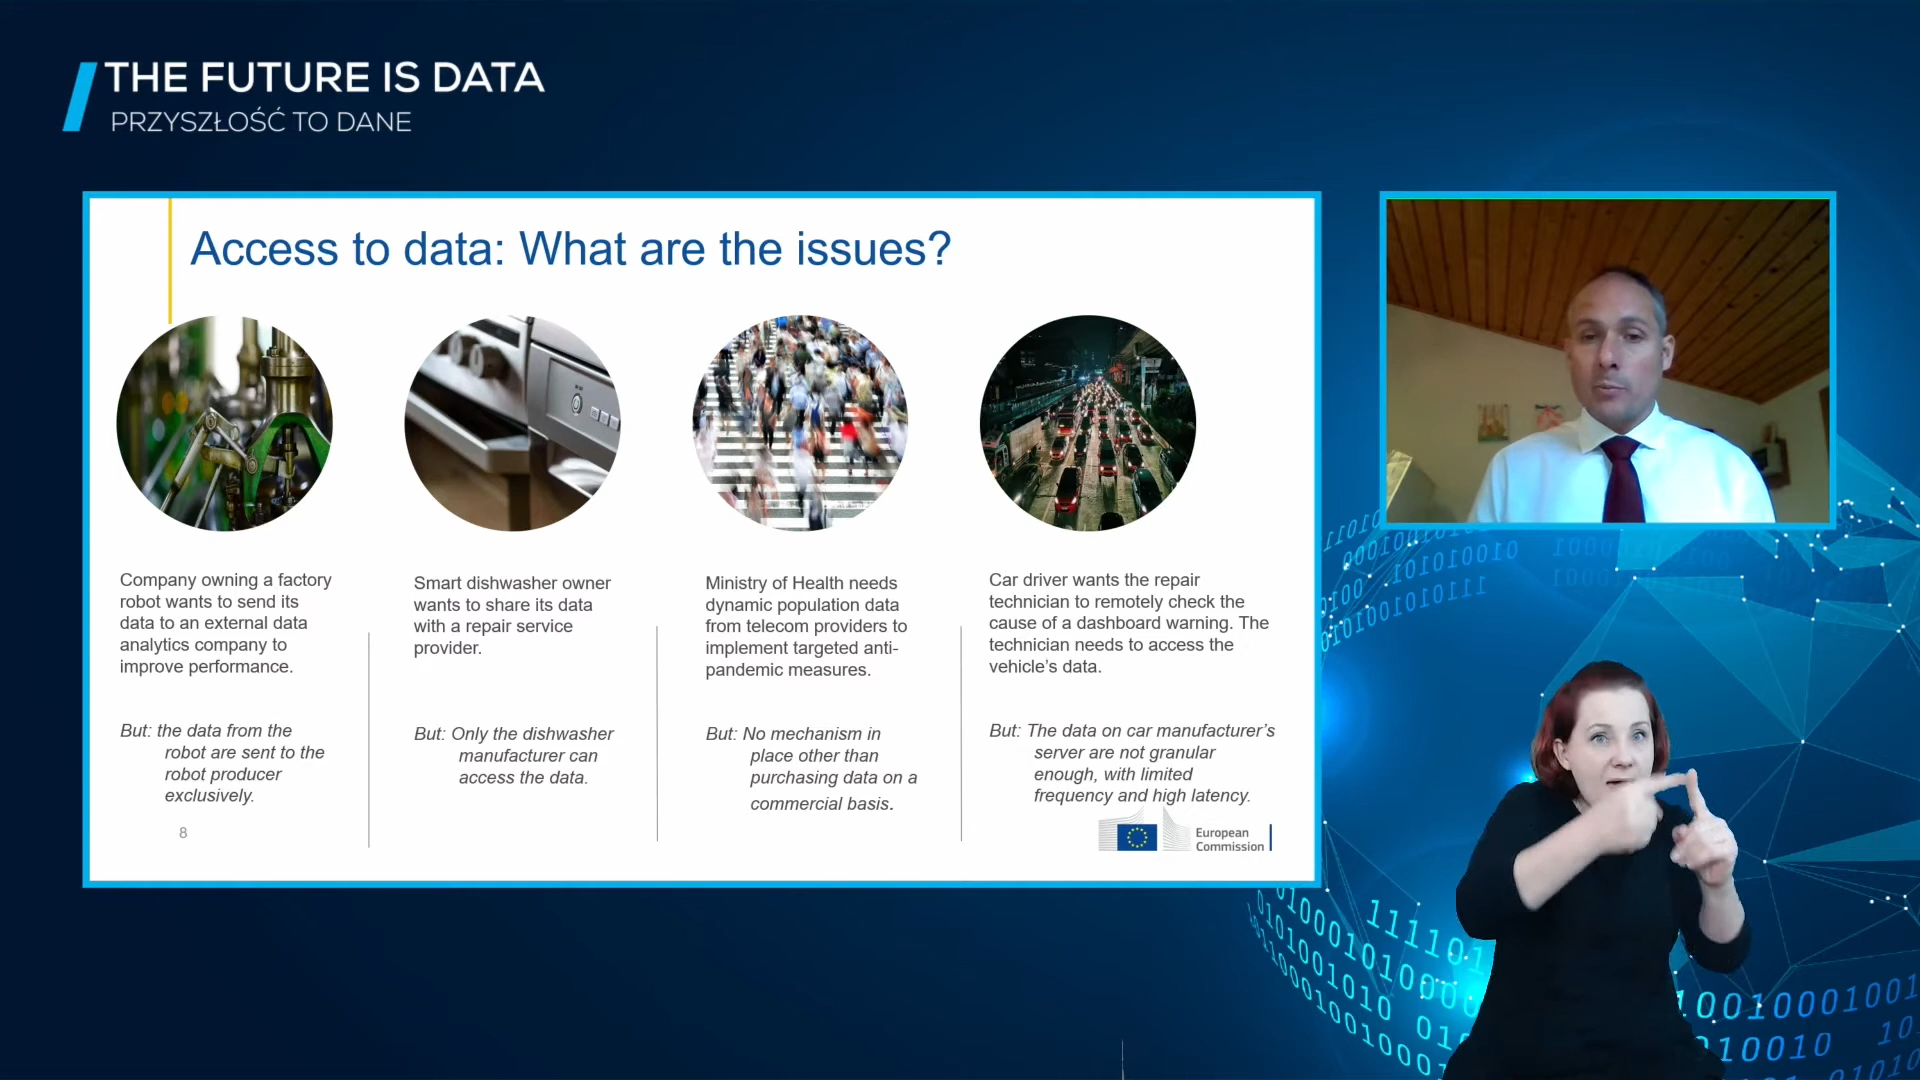 THE FUTURE IS DATA
PRZYSZŁOŚĆ TO DANE
Access to data: What are the issues?
Company owning a factory
robot wants to send its
data to an external data
analytics company to
improve performance.
But: the data from the
robot are sent to the
robot producer
exclusively.
Smart dishwasher owner
wants to share its data
with a repair service
provider.
But: Only the dishwasher
manufacturer can
access the data.
Ministry of Health needs
dynamic population data
from telecom providers to
implement targeted anti-
pandemic measures.
But: No mechanism in
place other than
purchasing data on a
commercial basis.
Car driver wants the repair
technician to remotely check the
cause of a dashboard warning. The
technician needs to access the
vehicle's data.
But: The data on car manufacturer's
server are not granular
enough, with limited
frequency and high latency.
8
European
Commission